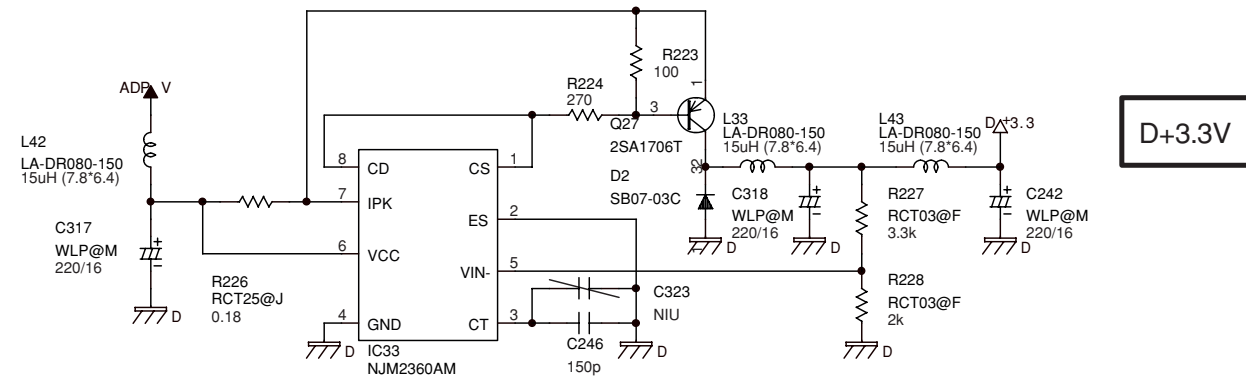 ADP_V
L42
LA-DR080-150
15uH (7.8*6.4)
C317
WLP@M
220/16
+
−
D
R226
RCT25@J
0.18
8
CD
7
IPK
6
VCC
4
GND
D
CS
1
ES
2
VIN-
5
CT
3
IC33
NJM2360AM
C323
NIU
C246
150p
D
R223
100
R224
270
3
1
Q27
2SA1706T
D2
SB07-03C
1
D
L33
LA-DR080-150
15uH (7.8*6.4)
C318
WLP@M
220/16
+
−
D
L43
LA-DR080-150
15uH (7.8*6.4)
R227
RCT03@F
3.3k
R228
RCT03@F
2k
D
D_+3.3
C242
WLP@M
220/16
+
−
D
D+3.3V